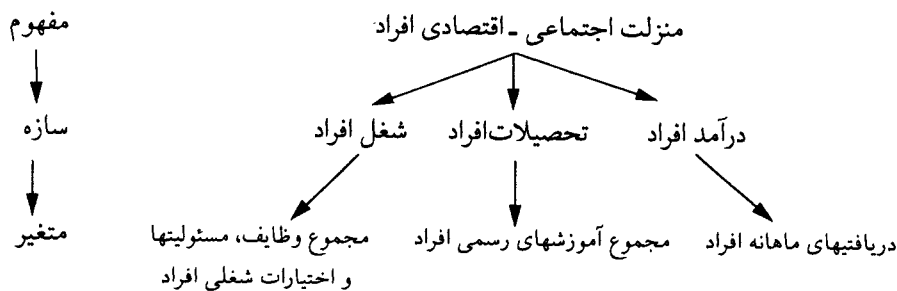 منزلت اجتماعی ـ اقتصادی افراد
مفهوم
درآمد افراد
تحصیلات افراد
شغل افراد
سازه
دریافتیهای ماهانه افراد
مجموع آموزشهای رسمی افراد
مجموع وظایف، مسئولیتها
و اختیارات شغلی افراد
متغیر